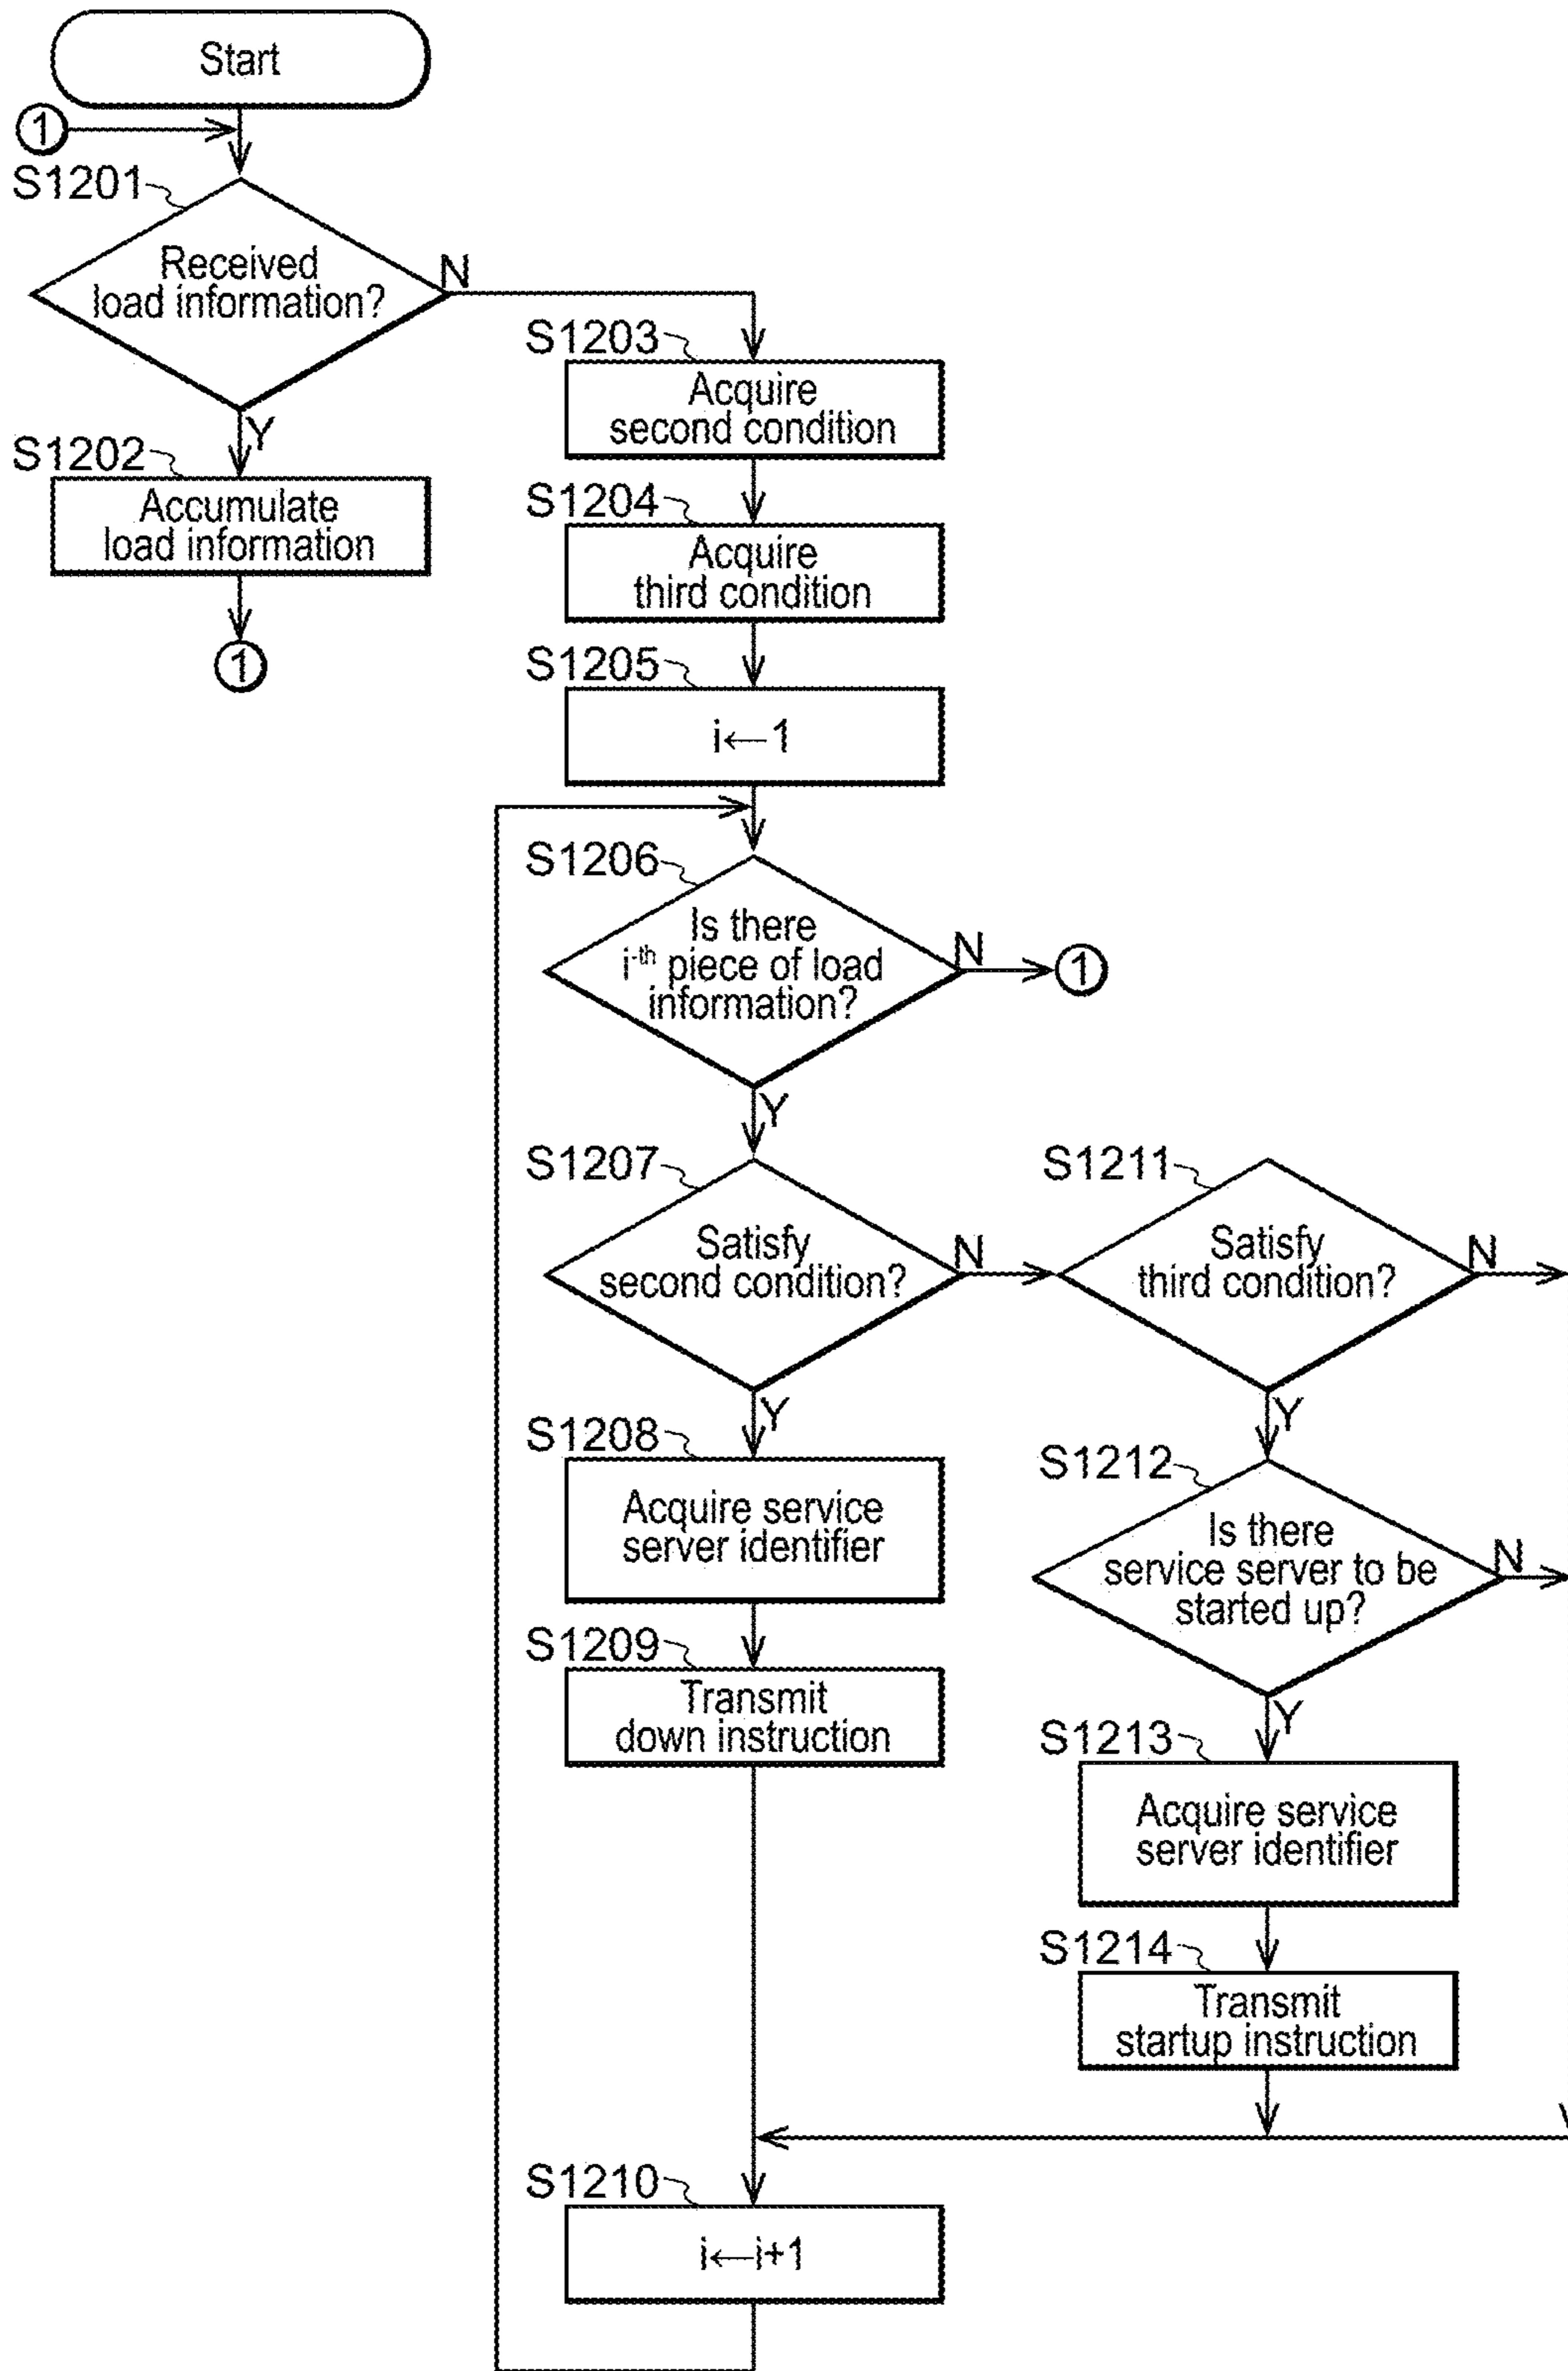 Start
1
S1201
Received
load information?
N
Y
S1202
Accumulate
load information
1
S1203
Acquire
second condition
S1204
Acquire
third condition
S1205
i←1
S1206
Is there
i-th piece of load
information?
N
1
Y
S1207
Satisfy
second condition?
N
Y
S1211
Satisfy
third condition?
N
Y
S1208
Acquire service
server identifier
S1209
Transmit
down instruction
S1212
Is there
service server to be
started up?
N
Y
S1213
Acquire service
server identifier
S1214
Transmit
startup instruction
S1210
i←i+1